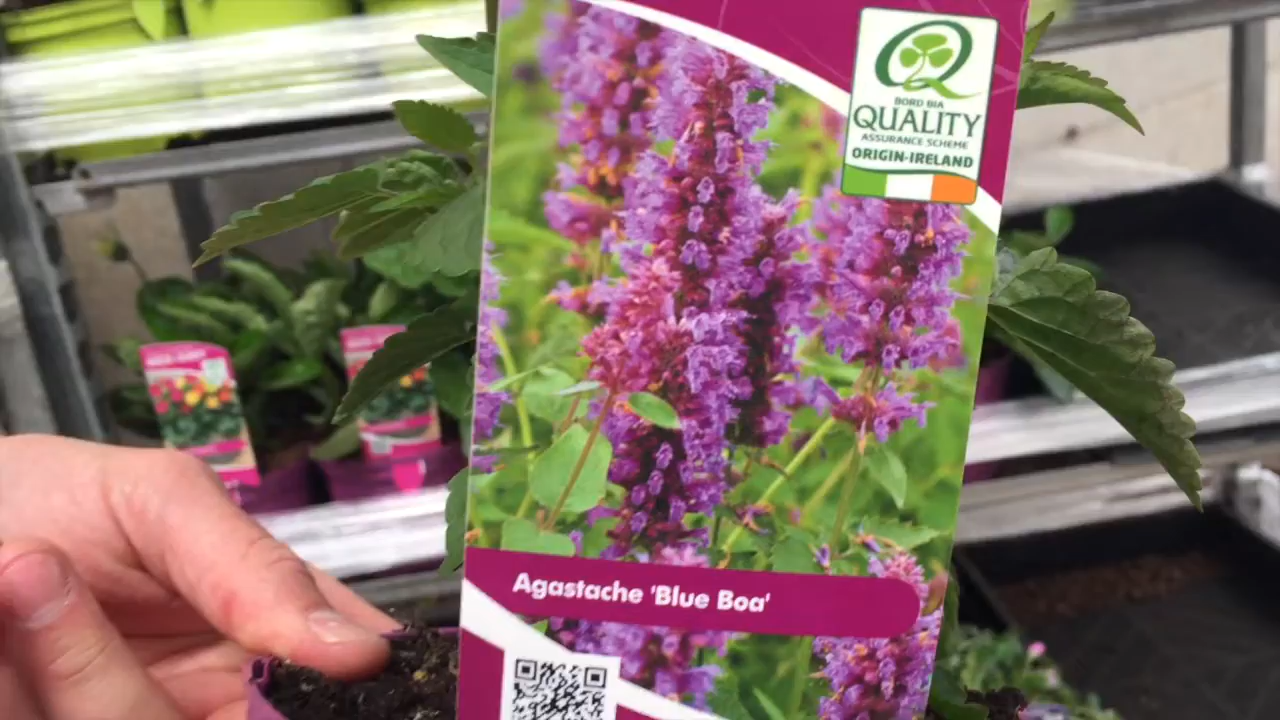 BORD BIA
QUALITY
ASSURANCE SCHEME
ORIGIN-IRELAND
Agastache 'Blue Boa'